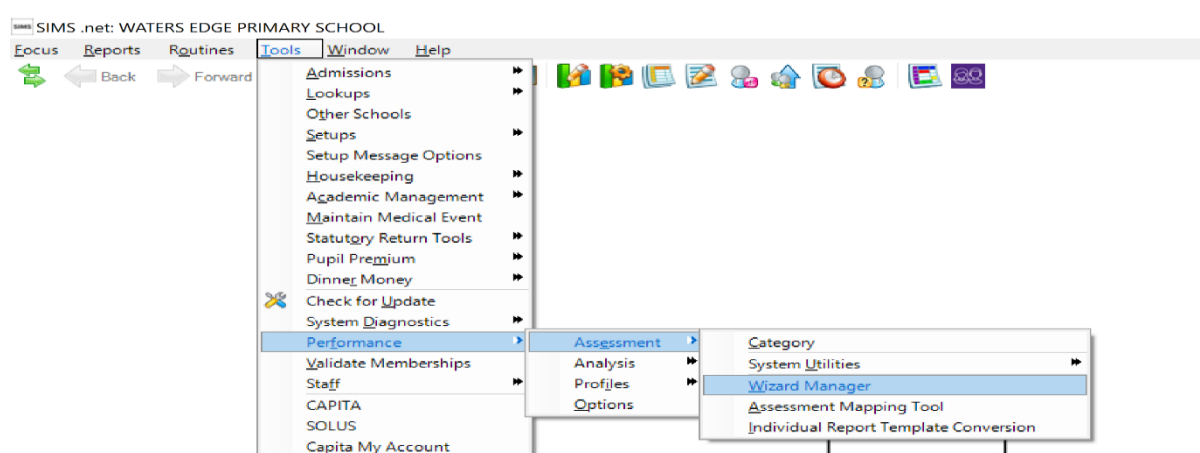 SIMS SIMS .net: WATERS EDGE PRIMARY SCHOOL
Focus Reports Routines Tools Window Help
Back Forward
Admissions
Lookups
Other Schools
Setups
Setup Message Options
Housekeeping
Academic Management
Maintain Medical Event
Statutory Return Tools
Pupil Premium
Dinner Money
Check for Update
System Diagnostics
Performance
Validate Memberships
Staff
CAPITA
SOLUS
Capita My Account
Assessment
Analysis
Profiles
Options
Category
System Utilities
Wizard Manager
Assessment Mapping Tool
Individual Report Template Conversion